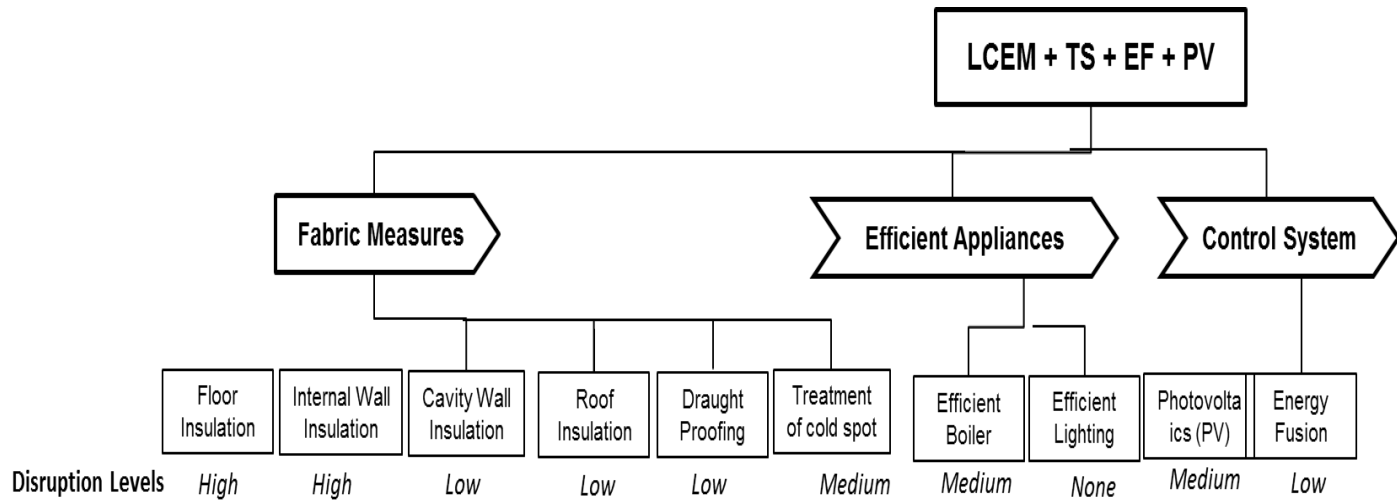 LCEM + TS + EF + PV
Fabric Measures
Efficient Appliances
Control System
Floor
Insulation
Internal Wall
Insulation
Cavity Wall
Insulation
Roof
Insulation
Draught
Proofing
Treatment
of cold spot
Efficient
Boiler
Efficient
Lighting
Photovolta
ics (PV)
Energy
Fusion
Disruption Levels High High Low Low Low Medium Medium None Medium Low